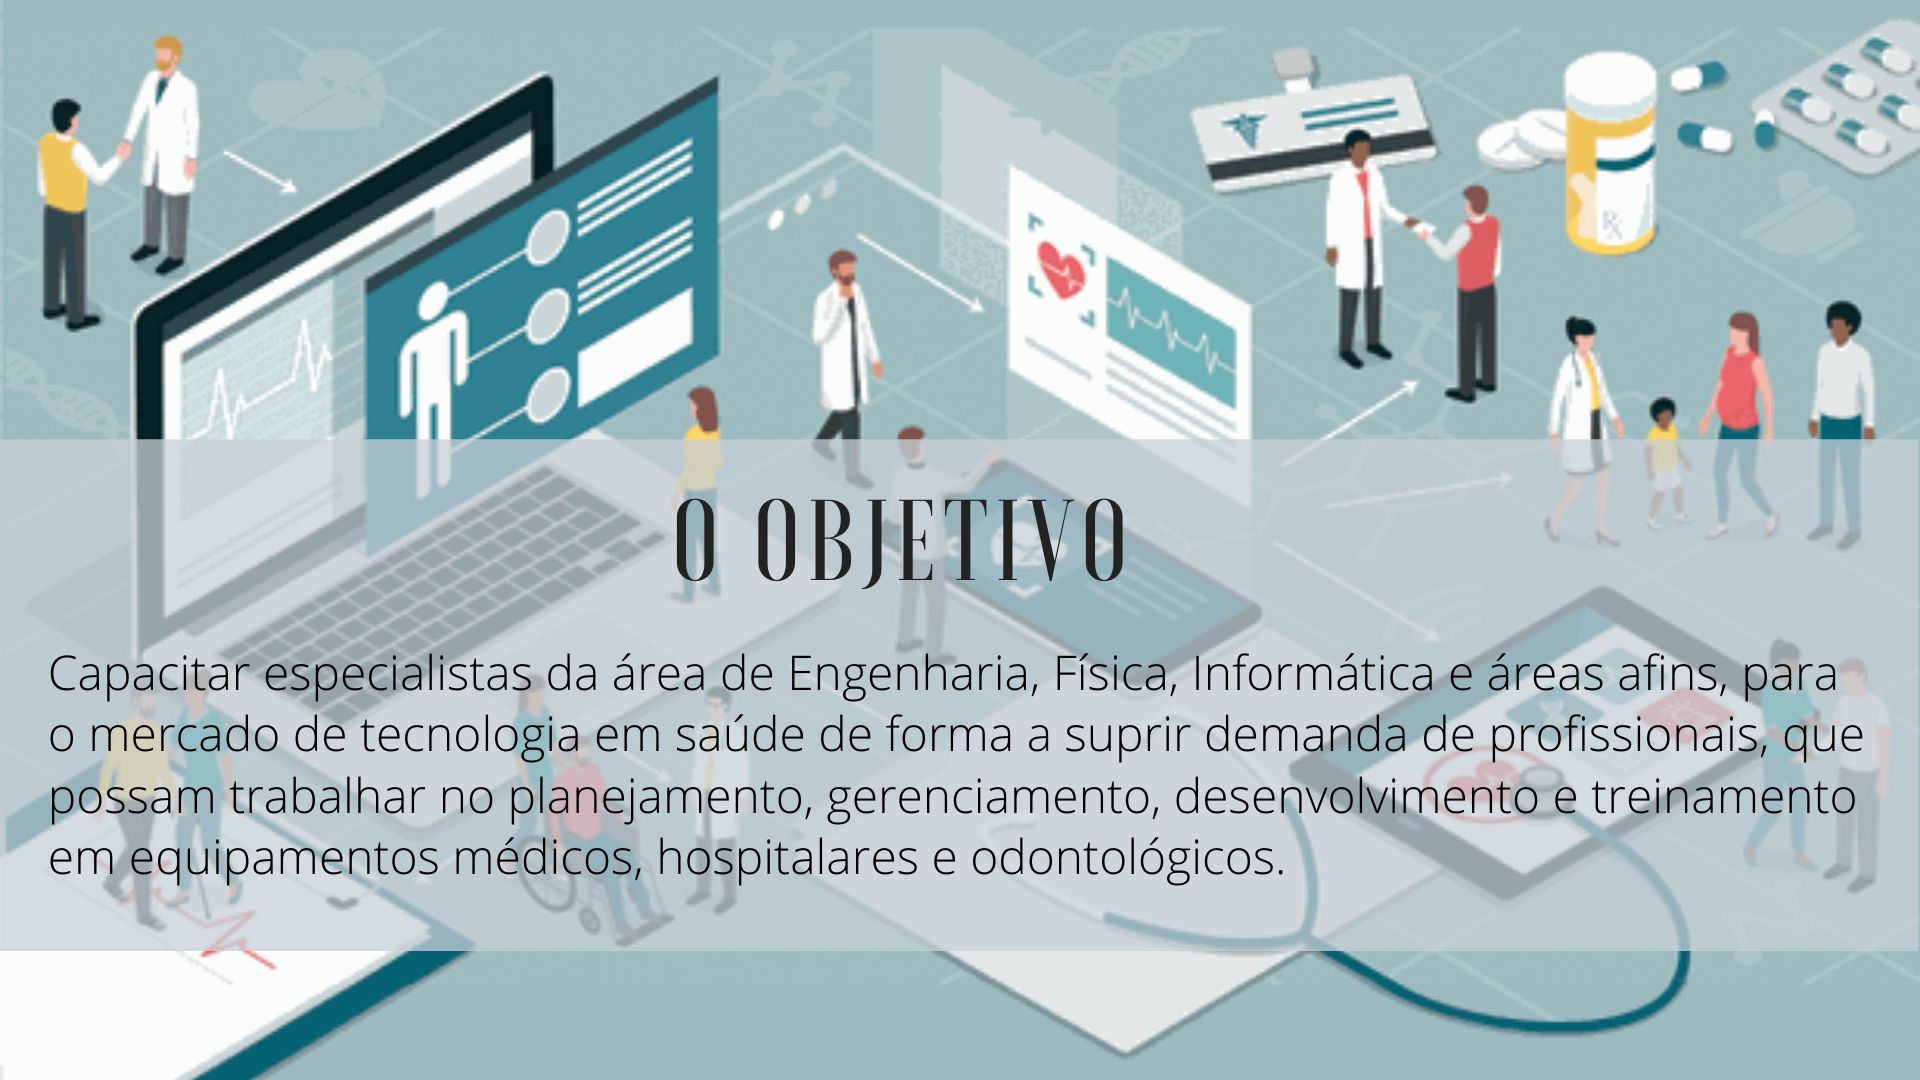 O OBJETIVO
Capacitar especialistas da área de Engenharia, Física, Informática e áreas afins, para
o mercado de tecnologia em saúde de forma a suprir demanda de profissionais, que
possam trabalhar no planejamento, gerenciamento, desenvolvimento e treinamento
em equipamentos médicos, hospitalares e odontológicos.